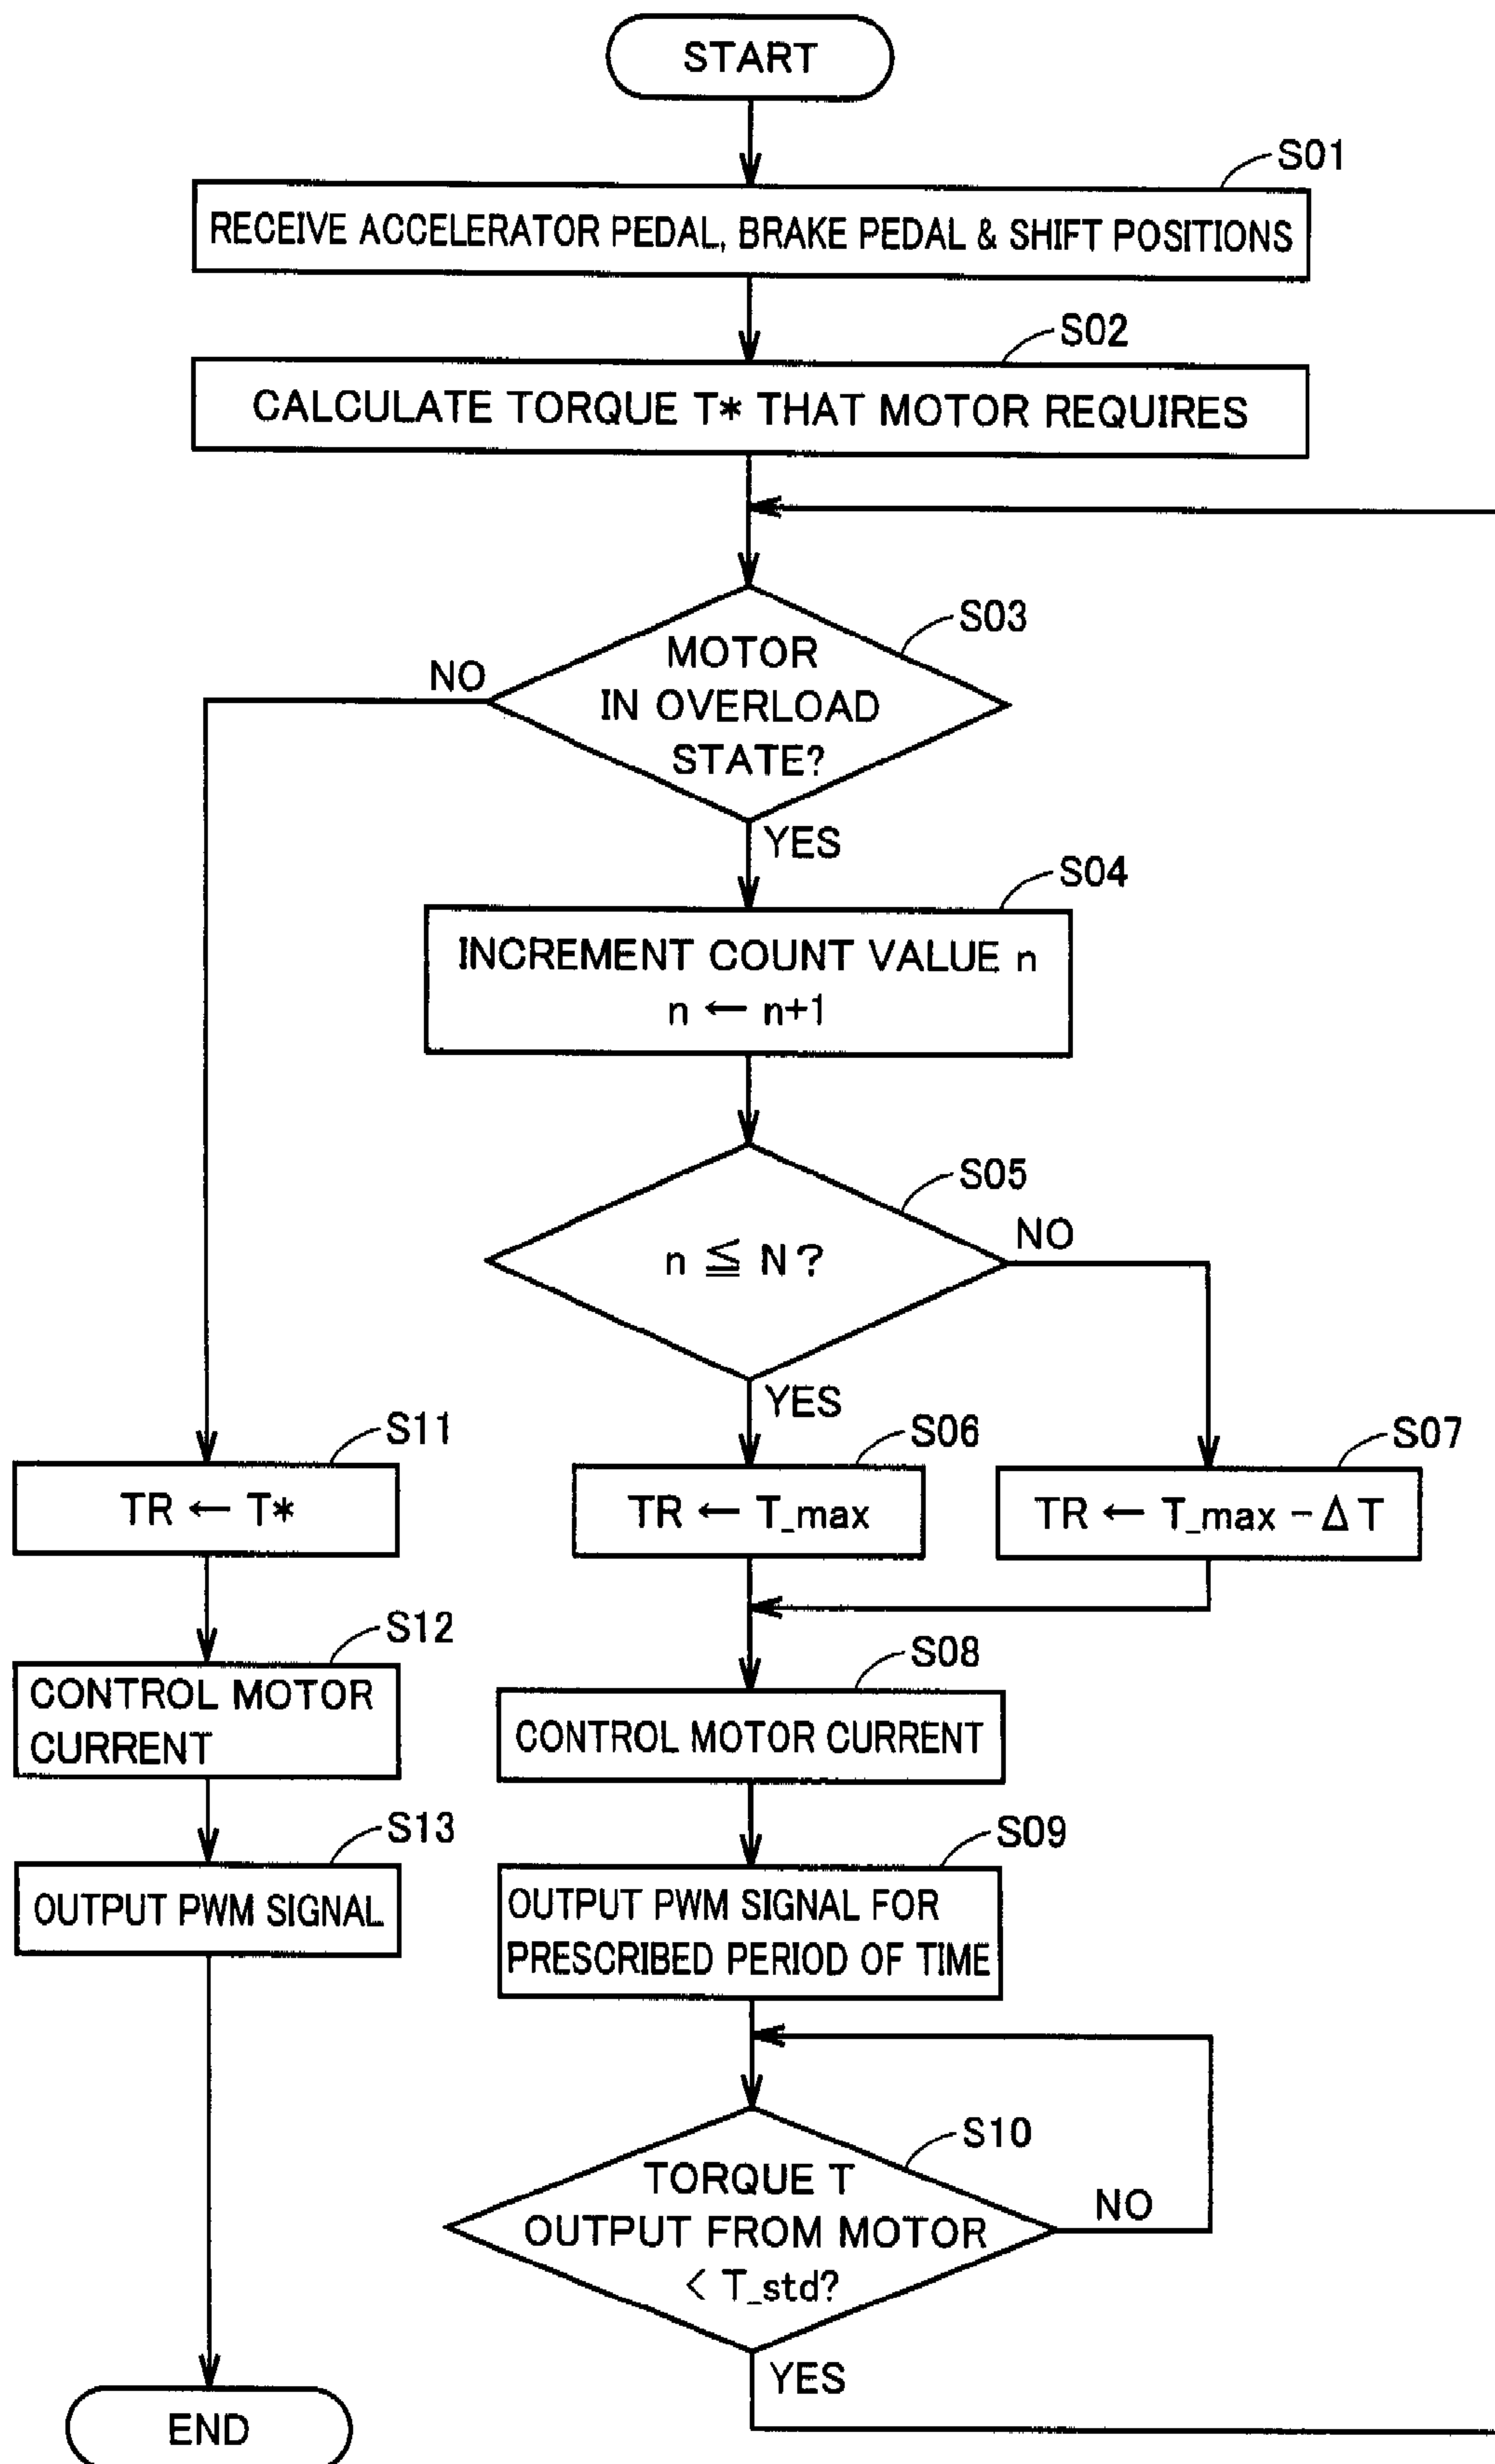 START
S01
RECEIVE ACCELERATOR PEDAL, BRAKE PEDAL & SHIFT POSITIONS
S02
CALCULATE TORQUE T* THAT MOTOR REQUIRES
S03
MOTOR
IN OVERLOAD
STATE?
NO
YES
S04
INCREMENT COUNT VALUE n
n ← n+1
S05
n ≦ N?
NO
YES
S11
TR ← T*
S06
TR ← T_max
S07
TR ← T_max - Δ T
S12
CONTROL MOTOR
CURRENT
S08
CONTROL MOTOR CURRENT
S13
OUTPUT PWM SIGNAL
S09
OUTPUT PWM SIGNAL FOR
PRESCRIBED PERIOD OF TIME
S10
TORQUE T
OUTPUT FROM MOTOR
< T_std?
NO
YES
END